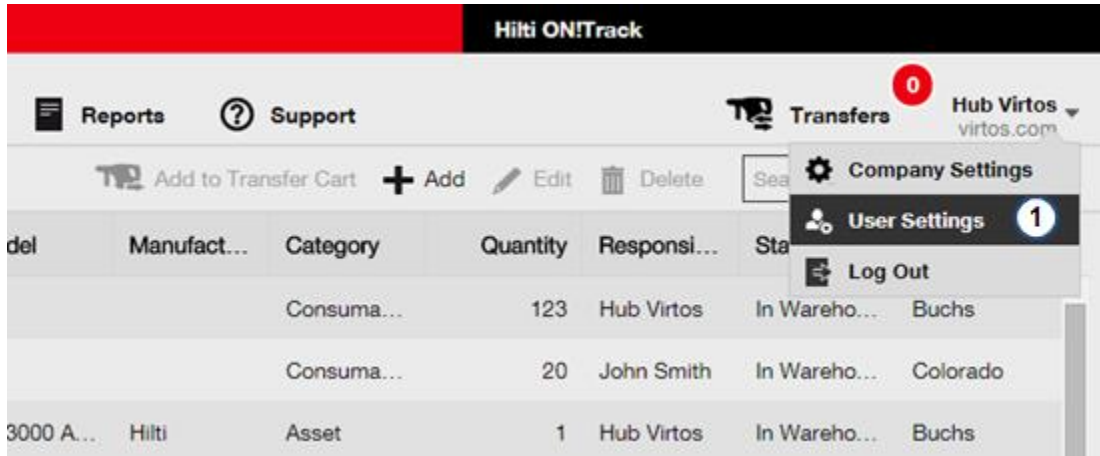 Hilti ON!Track
Reports Support Transfers 0 Hub Virtos
virtos.com
Add to Transfer Cart Add Edit Delete Sea
Company Settings
User Settings 1
Log Out
del Manufact... Category Quantity Responsi... Sta
Consuma... 123 Hub Virtos In Wareho... Buchs
Consuma... 20 John Smith In Wareho... Colorado
3000 A... Hilti Asset 1 Hub Virtos In Wareho... Buchs